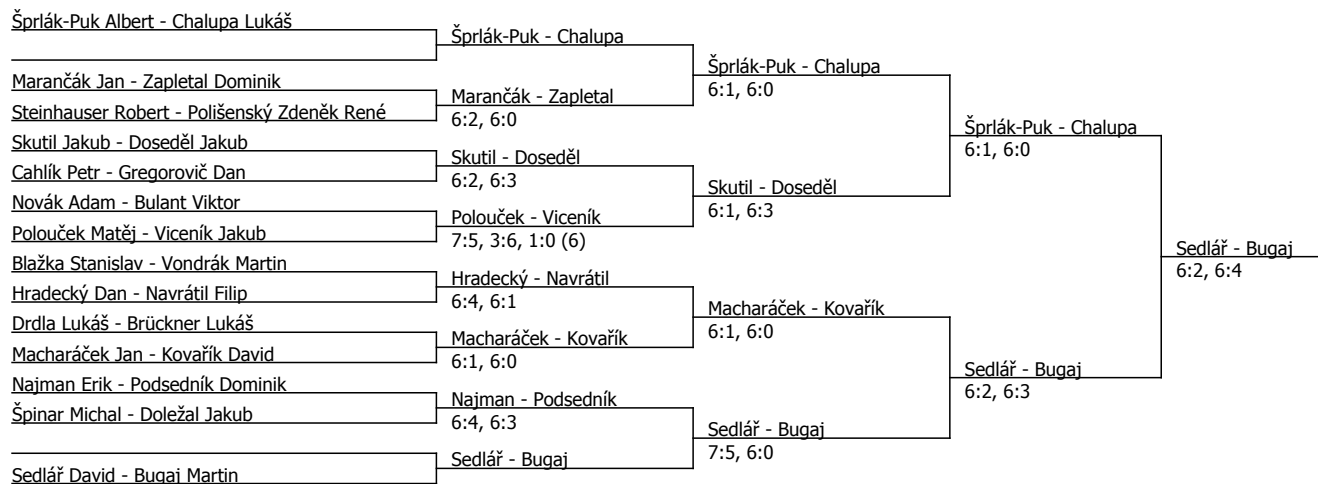 Šprlák-Puk Albert - Chalupa Lukáš
Marančák Jan - Zapletal Dominik
Steinhauser Robert - Polišenský Zdeněk René
Skutil Jakub - Doseděl Jakub
Cahlík Petr - Gregorovič Dan
Novák Adam - Bulant Viktor
Polouček Matěj - Viceník Jakub
Blažka Stanislav - Vondrák Martin
Hradecký Dan - Navrátil Filip
Drdla Lukáš - Brückner Lukáš
Macharáček Jan - Kovařík David
Najman Erik - Podsedník Dominik
Špinar Michal - Doležal Jakub
Sedlář David - Bugaj Martin
Šprlák-Puk - Chalupa
Marančák - Zapletal
6:2, 6:0
Skutil - Doseděl
6:2, 6:3
Polouček - Viceník
7:5, 3:6, 1:0 (6)
Hradecký - Navrátil
6:4, 6:1
Macharáček - Kovařík
6:1, 6:0
Najman - Podsedník
6:4, 6:3
Sedlář - Bugaj
Šprlák-Puk - Chalupa
6:1, 6:0
Skutil - Doseděl
6:1, 6:3
Macharáček - Kovařík
6:1, 6:0
Sedlář - Bugaj
7:5, 6:0
Šprlák-Puk - Chalupa
6:1, 6:0
Sedlář - Bugaj
6:2, 6:3
Sedlář - Bugaj
6:2, 6:4